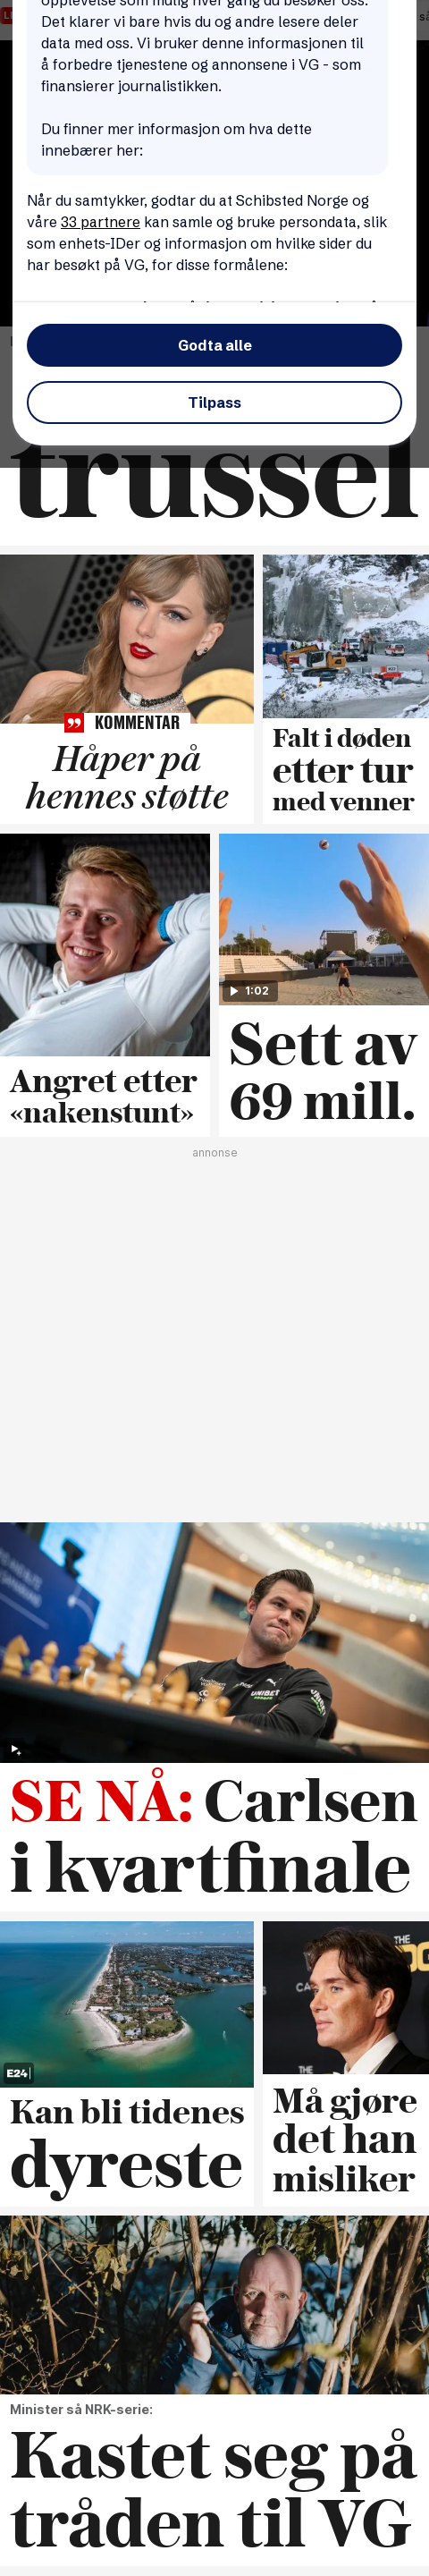 opplevelse som mulig hver gang du besøker oss.
Det klarer vi bare hvis du og andre lesere deler
data med oss. Vi bruker denne informasjonen til
å forbedre tjenestene og annonsene i VG - som
finansierer journalistikken.
Du finner mer informasjon om hva dette
innebærer her:
Når du samtykker, godtar du at Schibsted Norge og
våre 33 partnere kan samle og bruke persondata, slik
som enhets-IDer og informasjon om hvilke sider du
har besøkt på VG, for disse formålene:
Godta alle
Tilpass
trussel
KOMMENTAR
Håper på
hennes støtte
Falt i døden
etter tur
med venner
Angret etter
«nakenstunt»
1:02
Sett av
69 mill.
annonse
UNIBET
SE NÅ: Carlsen
i kvartfinale
E24
Kan bli tidenes
dyreste
THE
THE
Må gjøre
det han
misliker
Minister så NRK-serie:
Kastet seg på
tråden til VG